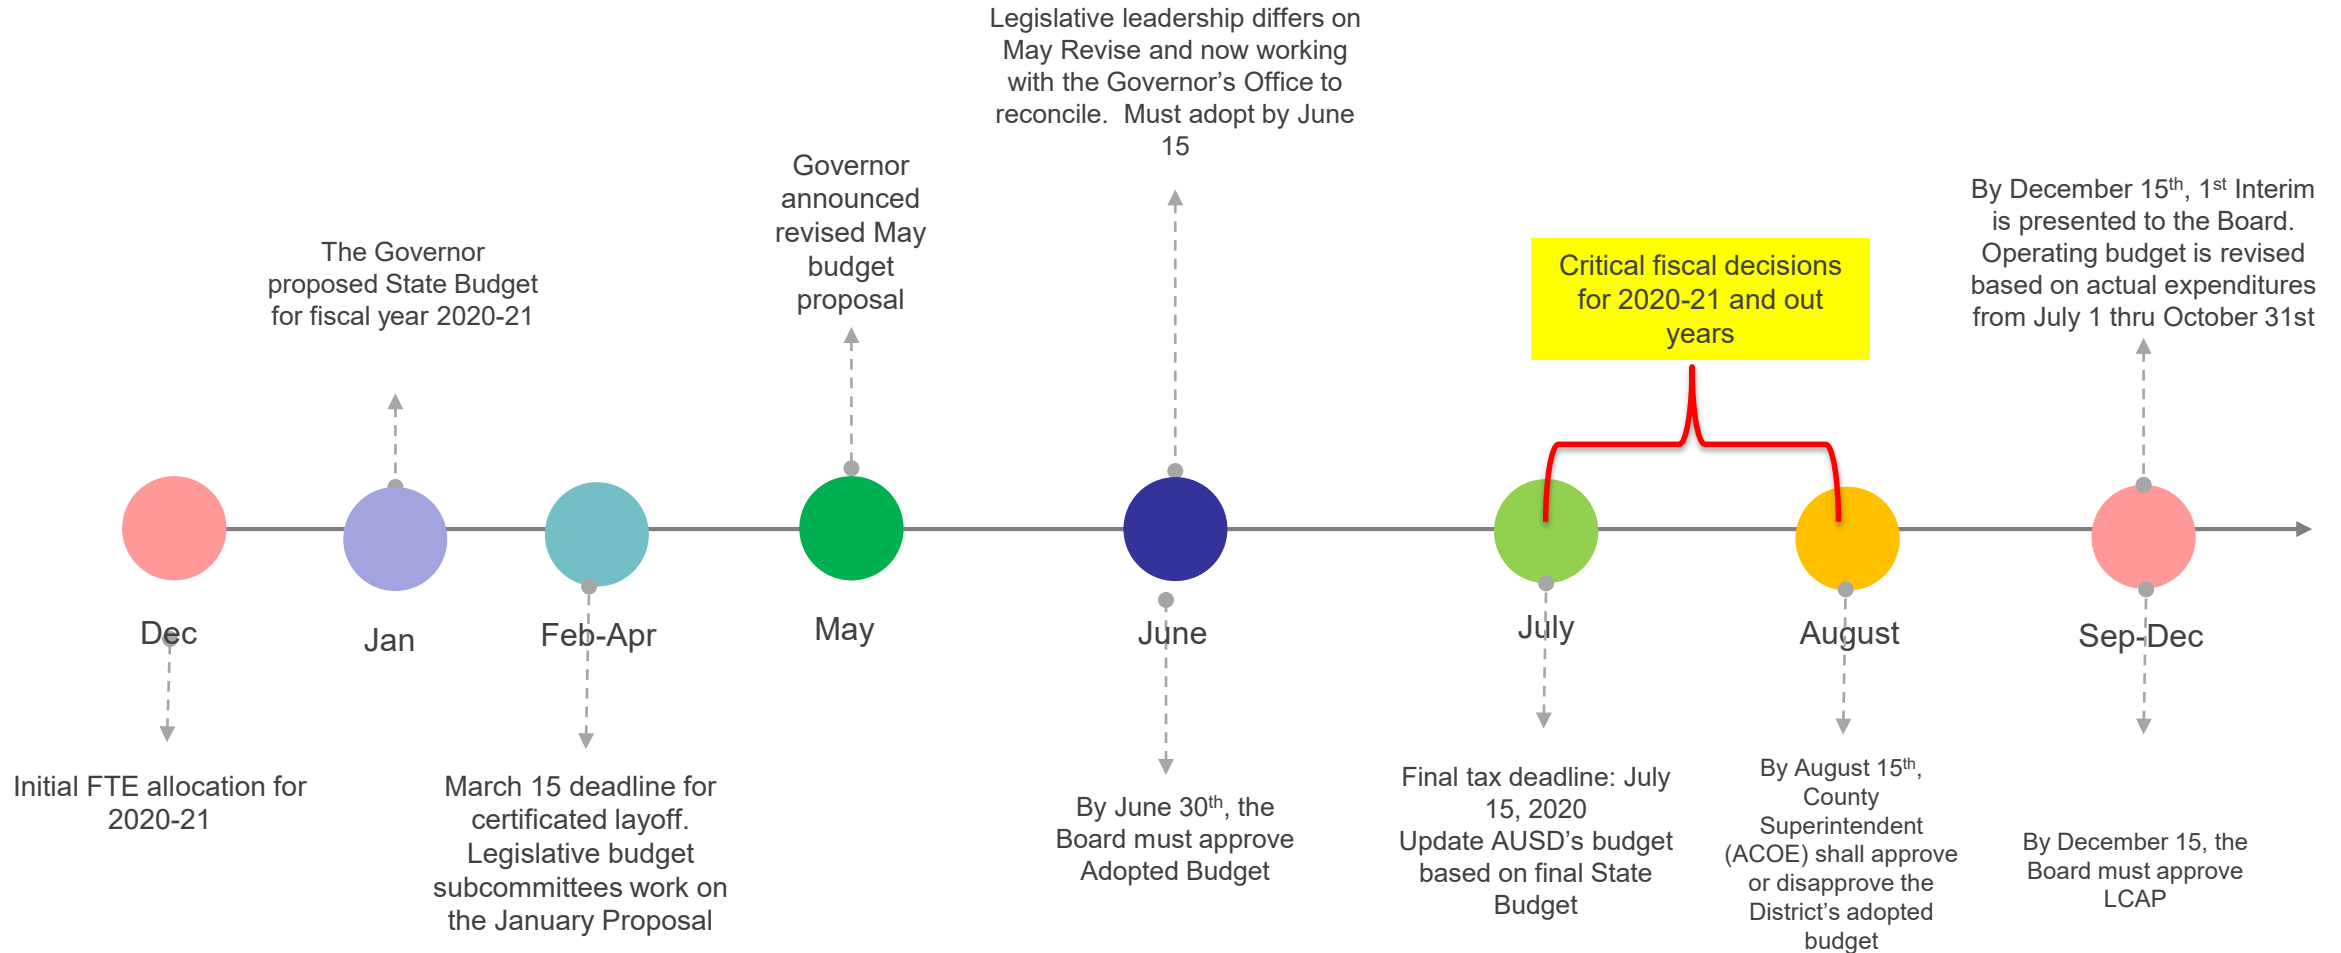 Legislative leadership differs on
May Revise and now working
with the Governor’s Office to
reconcile.  Must adopt by June
15
Governor
announced
revised May
budget
proposal
The Governor
proposed State Budget
for fiscal year 2020-21
Critical fiscal decisions
for 2020-21 and out
years
By December 15th, 1st Interim
is presented to the Board.
Operating budget is revised
based on actual expenditures
from July 1 thru October 31st
Dec
Jan
Feb-Apr
May
June
July
August
Sep-Dec
Initial FTE allocation for
2020-21
March 15 deadline for
certificated layoff.
Legislative budget
subcommittees work on
the January Proposal
By June 30th, the
Board must approve
Adopted Budget
Final tax deadline: July
15, 2020
Update AUSD’s budget
based on final State
Budget
By August 15th,
County
Superintendent
(ACOE) shall approve
or disapprove the
District’s adopted
budget
By December 15, the
Board must approve
LCAP